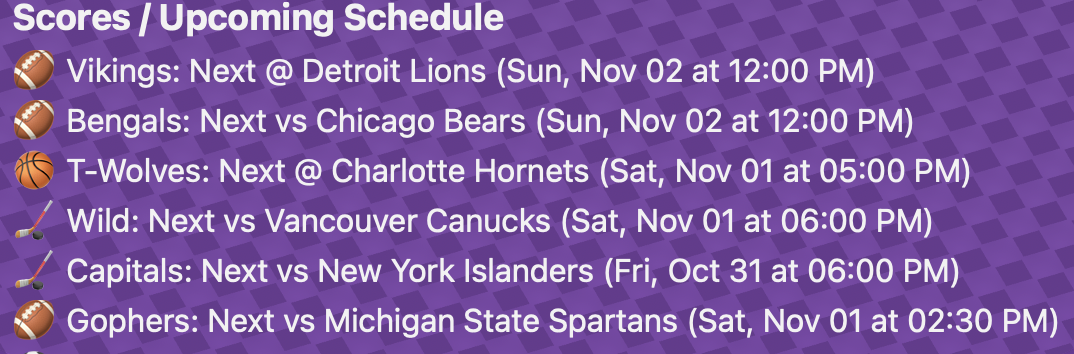 Scores / Upcoming Schedule
🏈 Vikings: Next @ Detroit Lions (Sun, Nov 02 at 12:00 PM)
🏈 Bengals: Next vs Chicago Bears (Sun, Nov 02 at 12:00 PM)
🏀 T-Wolves: Next @ Charlotte Hornets (Sat, Nov 01 at 05:00 PM)
🏒 Wild: Next vs Vancouver Canucks (Sat, Nov 01 at 06:00 PM)
🏒 Capitals: Next vs New York Islanders (Fri, Oct 31 at 06:00 PM)
🏈 Gophers: Next vs Michigan State Spartans (Sat, Nov 01 at 02:30 PM)